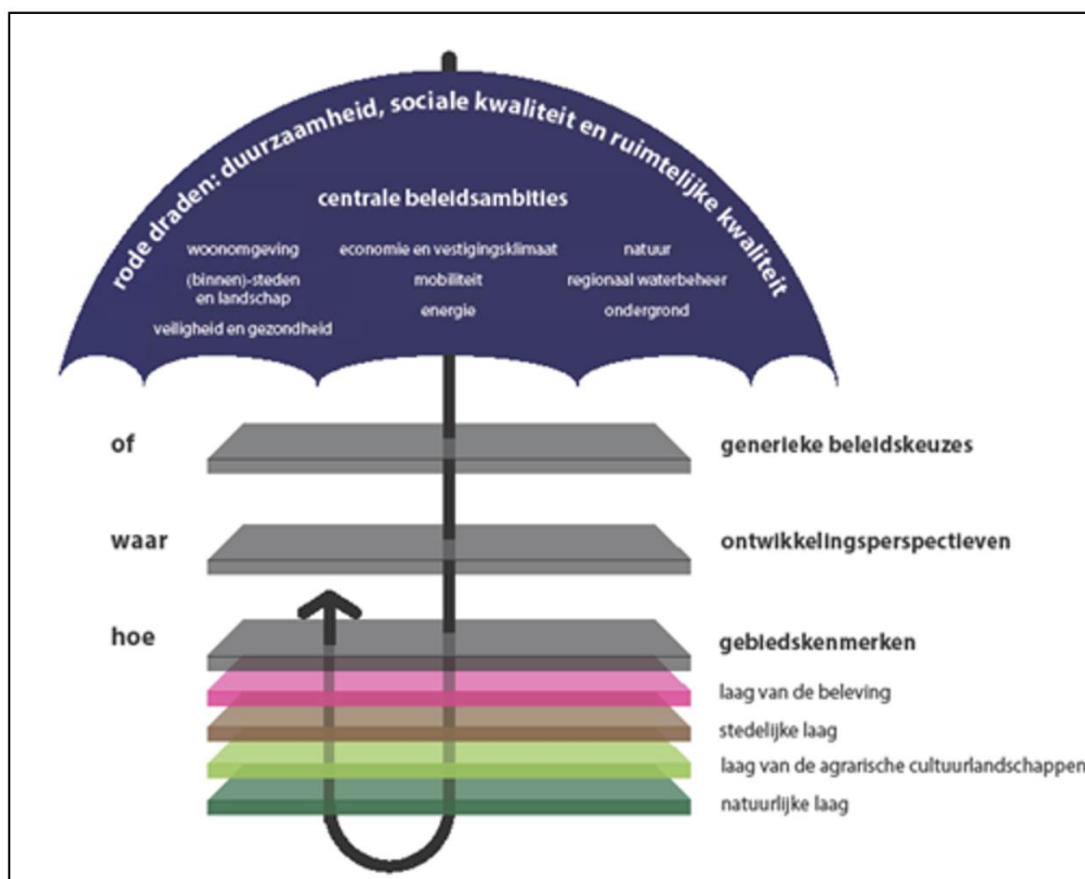 rode draden: duurzaamheid, sociale kwaliteit en ruimtelijke kwaliteit
centrale beleidsambities
woonomgeving
(binnen)-steden
en landschap
veiligheid en gezondheid
economie en vestigingsklimaat
mobiliteit
energie
natuur
regionaal waterbeheer
ondergrond
of
generieke beleidskeuzes
waar
ontwikkelingsperspectieven
hoe
gebiedskenmerken
laag van de beleving
stedelijke laag
laag van de agrarische cultuurlandschappen
natuurlijke laag